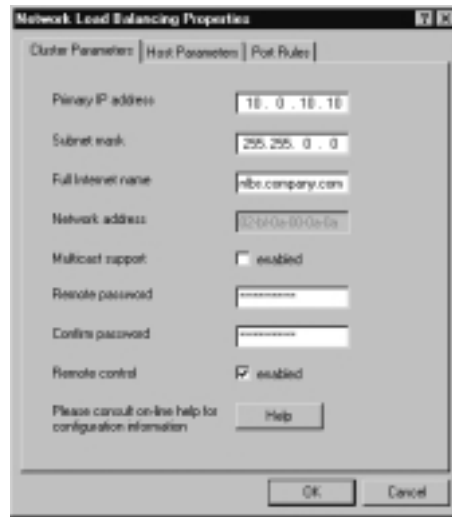 Network Load Balancing Properties
Cluster Parameters Host Parameters Port Rules
Primary IP address 10 . 0 . 10 . 10
Subnet mask 255 . 255 . 0 . 0
Full Internet name nlbs.company.com
Network address 02-bf-0a-00-0a-0a
Multicast support enabled
Remote password **********
Confirm password **********
Remote control enabled
Please consult on-line help for
configuration information
Help
OK Cancel